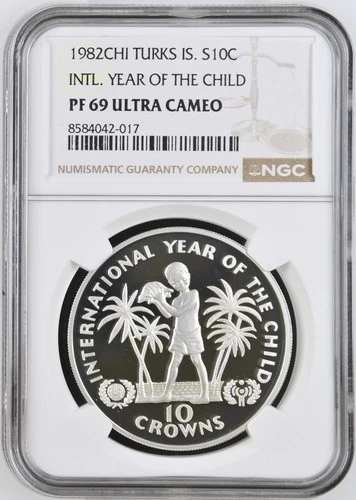 1982CHI TURKS IS. S10C
INTL. YEAR OF THE CHILD
PF 69 ULTRA CAMEO
8584042-017
NUMISMATIC GUARANTY COMPANY
NGC
INTERNATIONAL YEAR OF THE CHILD
10
CROWNS